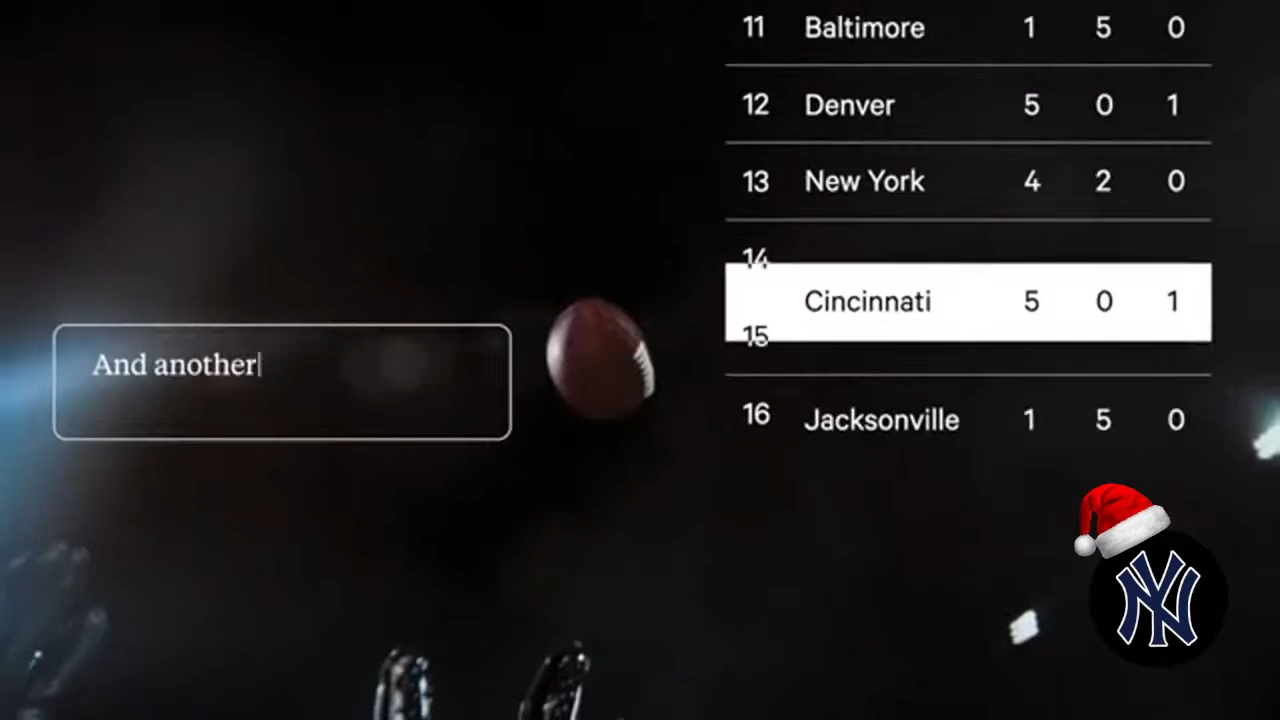 11 Baltimore 1 5 0
12 Denver 5 0 1
13 New York 4 2 0
14
Cincinnati 5 0 1
15
And another
16 Jacksonville 1 5 0
NY